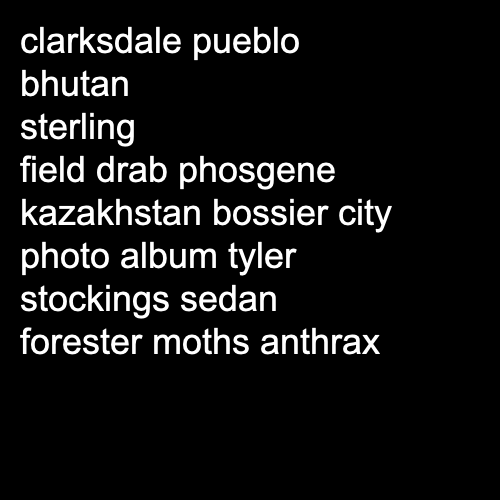 clarksdale pueblo
bhutan
sterling
field drab phosgene
kazakhstan bossier city
photo album tyler
stockings sedan
forester moths anthrax